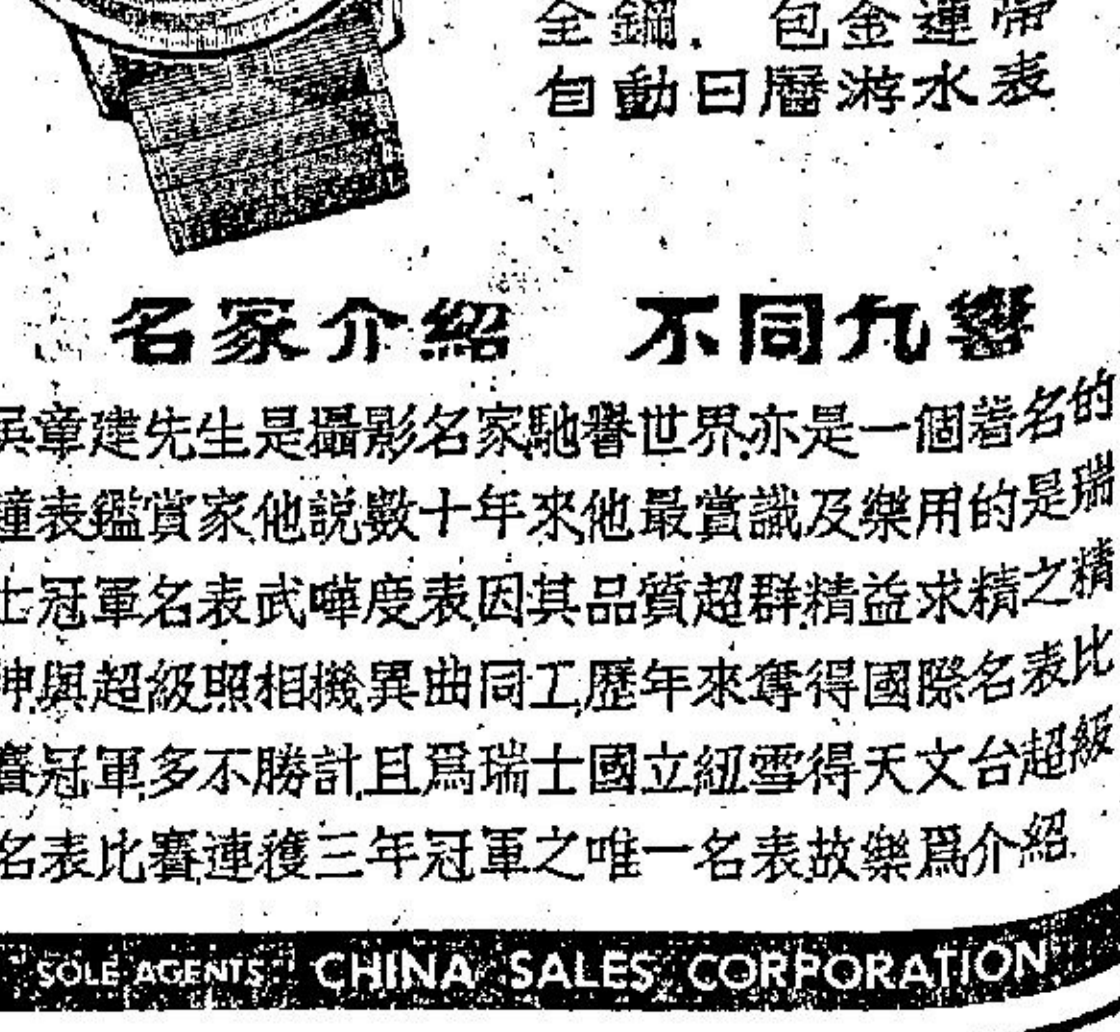 全鋼．包金連帶
自動日曆游水表
名家介紹　不同九響
吳章建先生是攝影名家馳譽世界亦是一個著名的
鐘表鑑賞家他説數十年來他最賞識及樂用的是瑞
士冠軍名表武嘩度表因其品質超群精益求精之精
神與超級照相機異曲同工歷年來奪得國際名表比
賽冠軍多不勝計且爲瑞士國立紐雪得天文台超級
名表比賽連獲三年冠軍之唯一名表故樂爲介紹
SOLE AGENTS: CHINA SALES CORPORATION